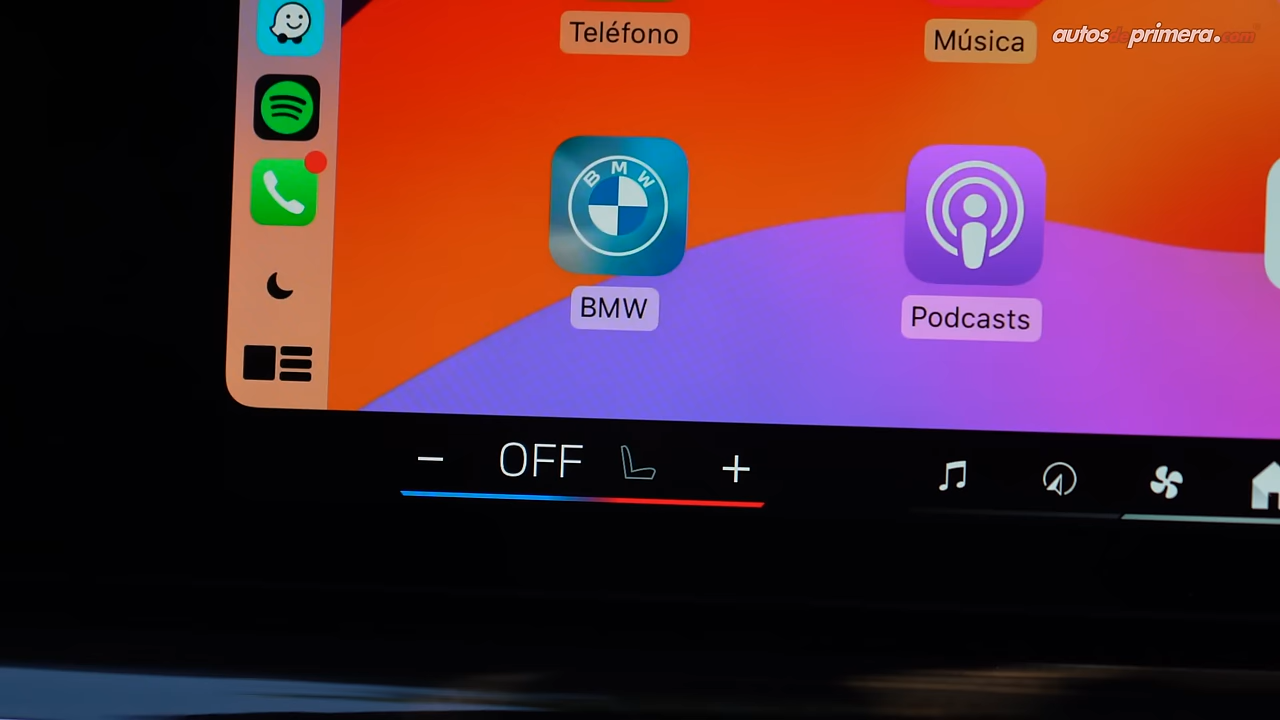 Teléfono
Música
autosdeprimera.com
BMW
BMW
Podcasts
- OFF +